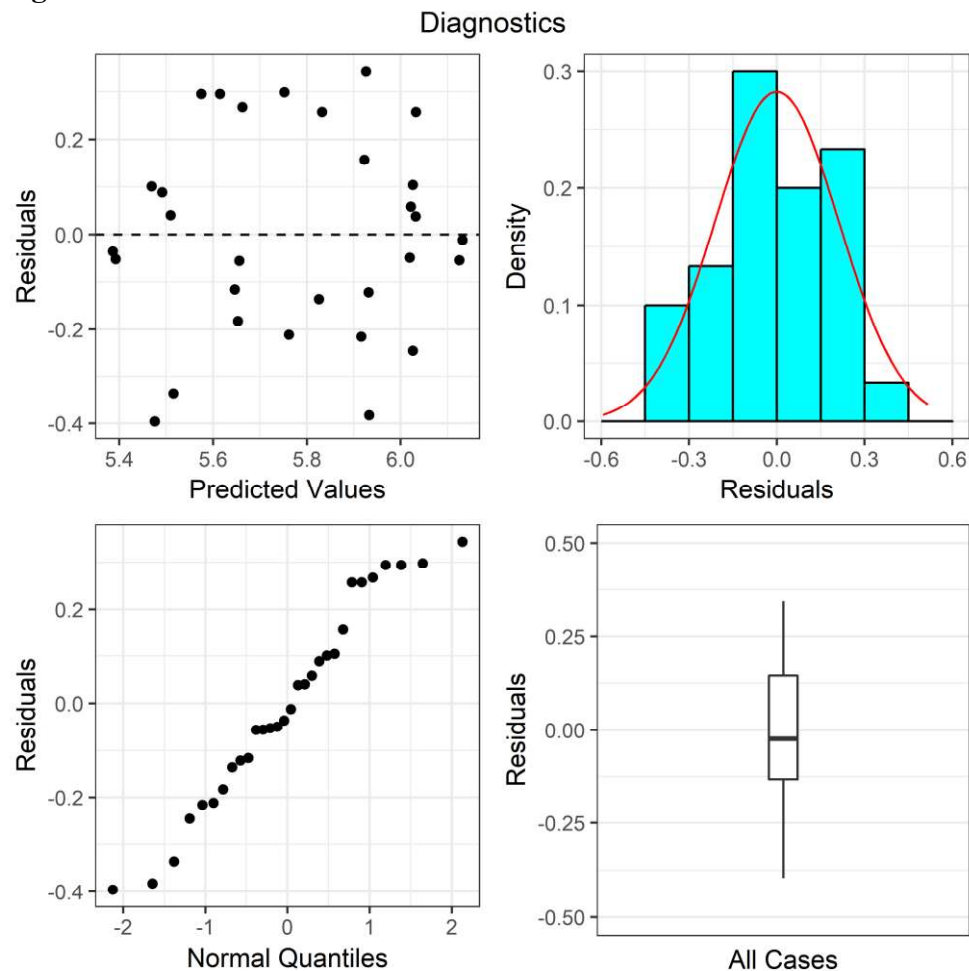 Diagnostics
0.2
0.0
-0.2
-0.4
Residuals
5.4 5.6 5.8 6.0
Predicted Values
0.3
0.2
0.1
0.0
Density
-0.6 -0.3 0.0 0.3 0.6
Residuals
0.2
0.0
-0.2
-0.4
Residuals
-2 -1 0 1 2
Normal Quantiles
0.50
0.25
0.00
-0.25
-0.50
Residuals
All Cases